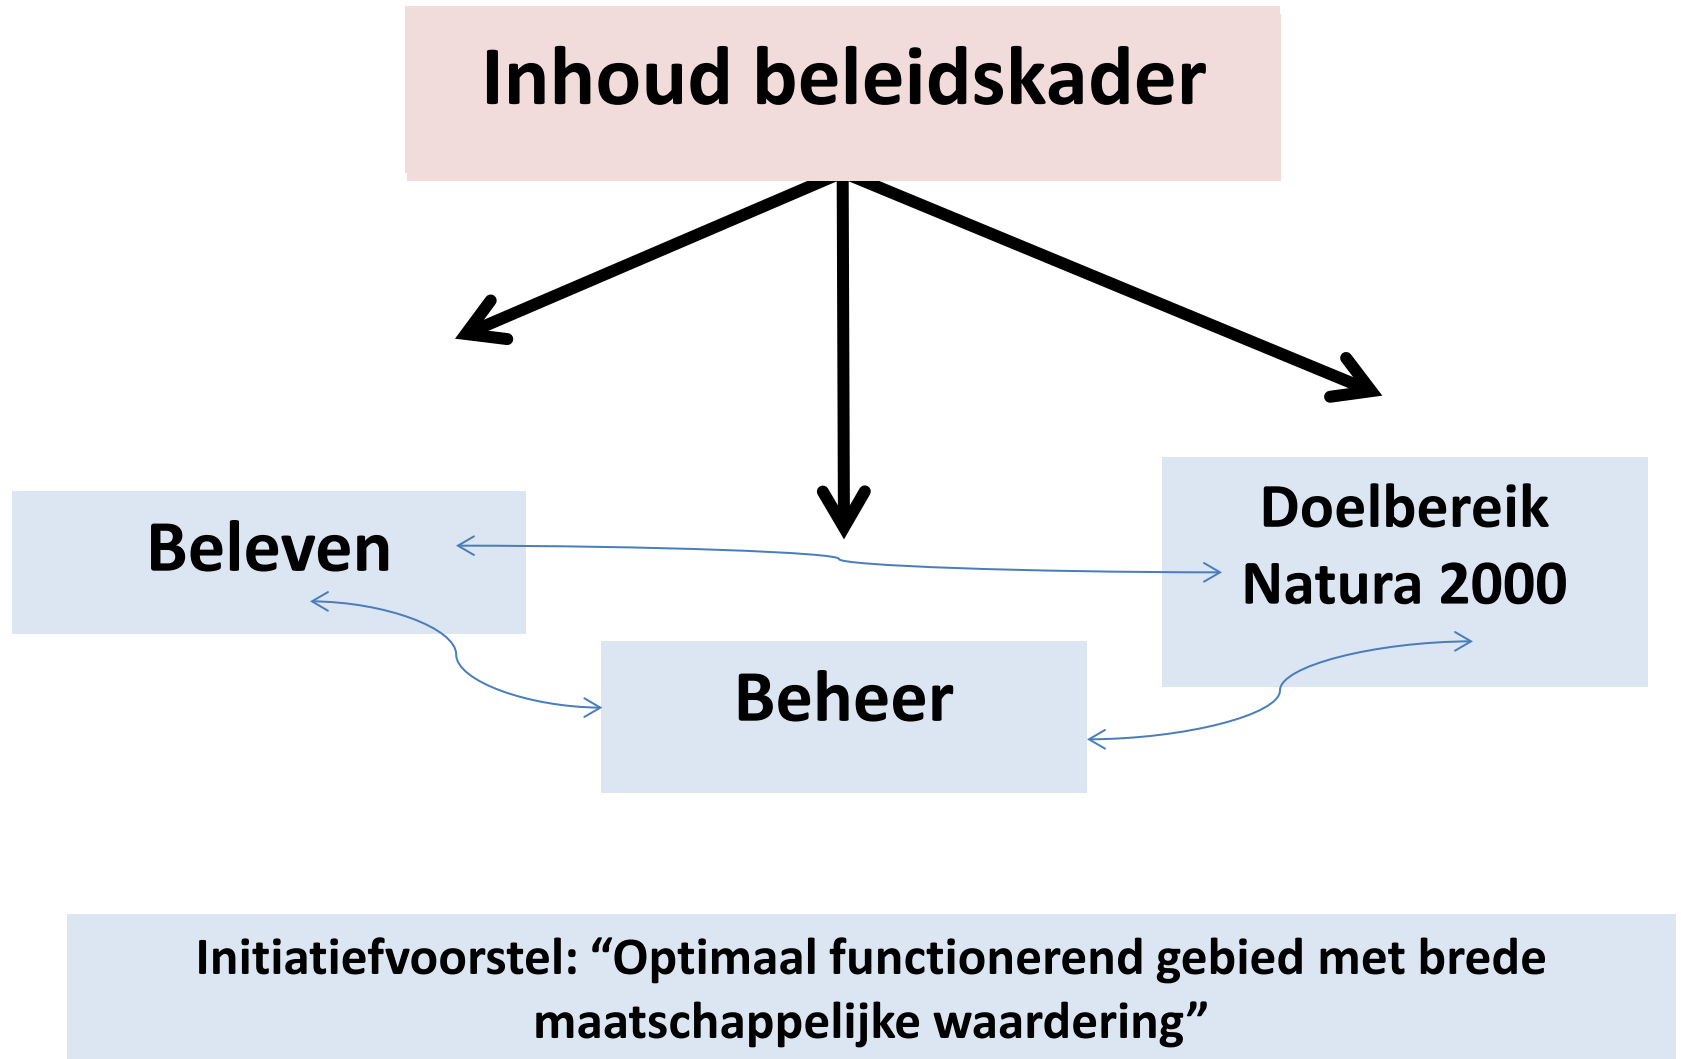 Inhoud beleidskader
Beleven
Doelbereik
Natura 2000
Beheer
Initiatiefvoorstel: “Optimaal functionerend gebied met brede
maatschappelijke waardering”